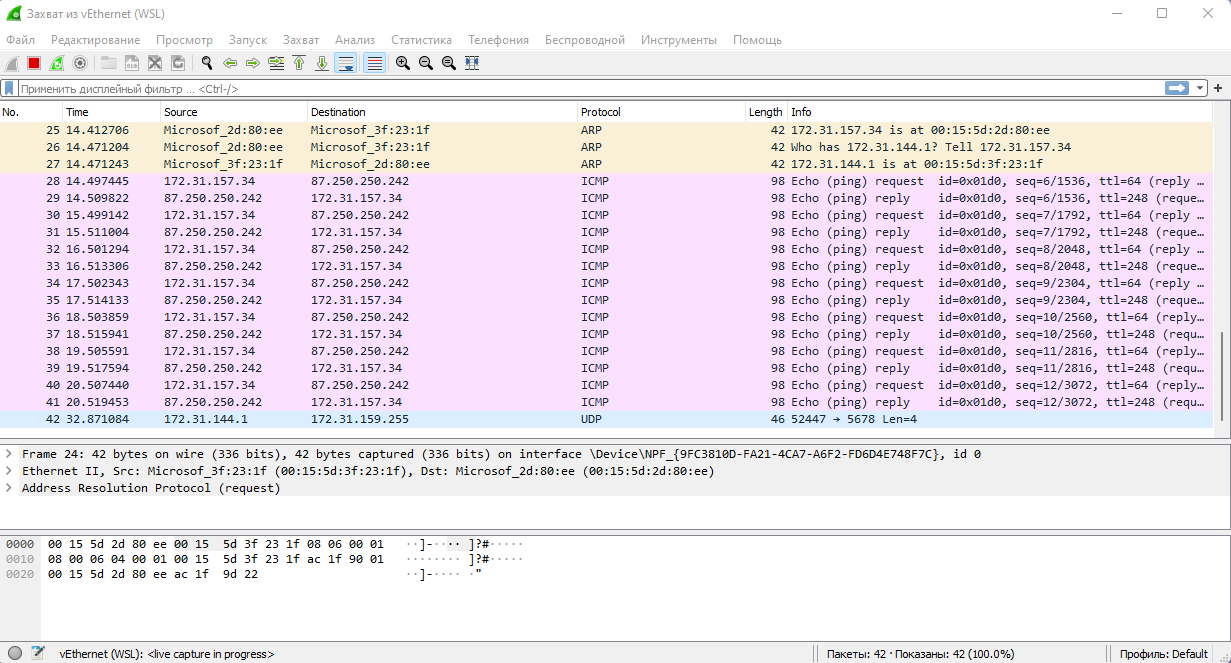 Захват из vEthernet (WSL)
Файл Редактирование Просмотр Запуск Захват Анализ Статистика Телефония Беспроводной Инструменты Помощь
Применить дисплейный фильтр ... <Ctrl-/>
No. Time Source Destination Protocol Length Info
25 14.412706 Microsof_2d:80:ee Microsof_3f:23:1f ARP 42 172.31.157.34 is at 00:15:5d:2d:80:ee
26 14.471204 Microsof_2d:80:ee Microsof_3f:23:1f ARP 42 Who has 172.31.144.1? Tell 172.31.157.34
27 14.471243 Microsof_3f:23:1f Microsof_2d:80:ee ARP 42 172.31.144.1 is at 00:15:5d:3f:23:1f
28 14.497445 172.31.157.34 87.250.250.242 ICMP 98 Echo (ping) request id=0x01d0, seq=6/1536, ttl=64 (reply …
29 14.509822 87.250.250.242 172.31.157.34 ICMP 98 Echo (ping) reply id=0x01d0, seq=6/1536, ttl=248 (reque…
30 15.499142 172.31.157.34 87.250.250.242 ICMP 98 Echo (ping) request id=0x01d0, seq=7/1792, ttl=64 (reply …
31 15.511004 87.250.250.242 172.31.157.34 ICMP 98 Echo (ping) reply id=0x01d0, seq=7/1792, ttl=248 (reque…
32 16.501294 172.31.157.34 87.250.250.242 ICMP 98 Echo (ping) request id=0x01d0, seq=8/2048, ttl=64 (reply …
33 16.513306 87.250.250.242 172.31.157.34 ICMP 98 Echo (ping) reply id=0x01d0, seq=8/2048, ttl=248 (reque…
34 17.502343 172.31.157.34 87.250.250.242 ICMP 98 Echo (ping) request id=0x01d0, seq=9/2304, ttl=64 (reply …
35 17.514133 87.250.250.242 172.31.157.34 ICMP 98 Echo (ping) reply id=0x01d0, seq=9/2304, ttl=248 (reque…
36 18.503859 172.31.157.34 87.250.250.242 ICMP 98 Echo (ping) request id=0x01d0, seq=10/2560, ttl=64 (reply…
37 18.515941 87.250.250.242 172.31.157.34 ICMP 98 Echo (ping) reply id=0x01d0, seq=10/2560, ttl=248 (requ…
38 19.505591 172.31.157.34 87.250.250.242 ICMP 98 Echo (ping) request id=0x01d0, seq=11/2816, ttl=64 (reply…
39 19.517594 87.250.250.242 172.31.157.34 ICMP 98 Echo (ping) reply id=0x01d0, seq=11/2816, ttl=248 (requ…
40 20.507440 172.31.157.34 87.250.250.242 ICMP 98 Echo (ping) request id=0x01d0, seq=12/3072, ttl=64 (reply…
41 20.519453 87.250.250.242 172.31.157.34 ICMP 98 Echo (ping) reply id=0x01d0, seq=12/3072, ttl=248 (requ…
42 32.871084 172.31.144.1 172.31.159.255 UDP 46 52447 → 5678 Len=4
Frame 24: 42 bytes on wire (336 bits), 42 bytes captured (336 bits) on interface \Device\NPF_{9FC3810D-FA21-4CA7-A6F2-FD6D4E748F7C}, id 0
Ethernet II, Src: Microsof_3f:23:1f (00:15:5d:3f:23:1f), Dst: Microsof_2d:80:ee (00:15:5d:2d:80:ee)
Address Resolution Protocol (request)
0000 00 15 5d 2d 80 ee 00 15 5d 3f 23 1f 08 06 00 01 ··]-···· ]?#·····
0010 08 00 06 04 00 01 00 15 5d 3f 23 1f ac 1f 90 01 ········ ]?#·····
0020 00 15 5d 2d 80 ee ac 1f 9d 22 ··]-···· ·"
vEthernet (WSL): <live capture in progress> Пакеты: 42 · Показаны: 42 (100.0%) Профиль: Default